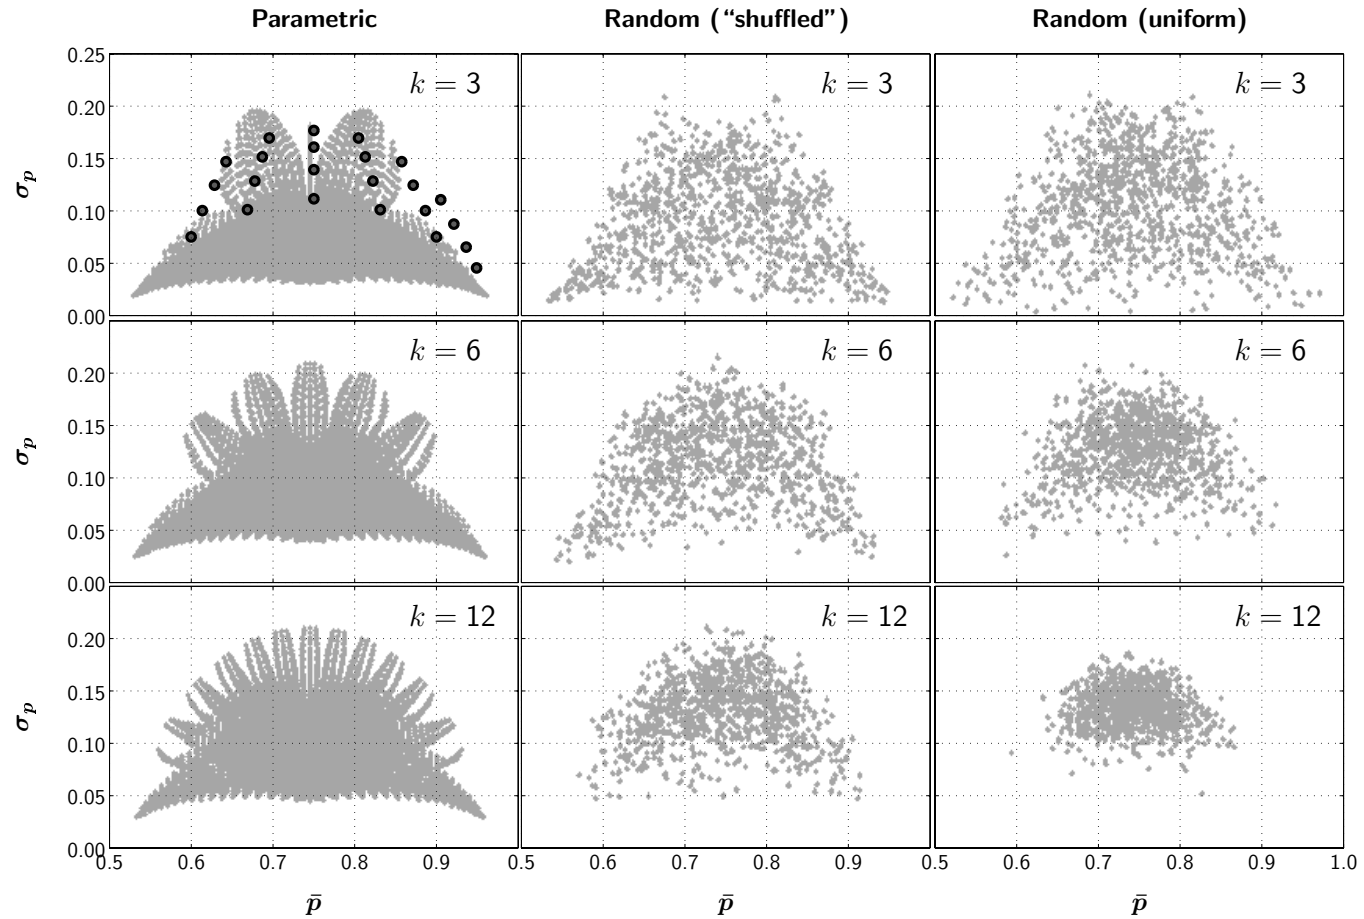 Parametric Random (“shuffled”) Random (uniform)
0.25
k = 3 k = 3 k = 3
0.20
0.15
σp
0.10
0.05
0.00
k = 6 k = 6 k = 6
0.20
0.15
σp
0.10
0.05
0.00
k = 12 k = 12 k = 12
0.20
0.15
σp
0.10
0.05
0.00
0.5 0.6 0.7 0.8 0.9 0.5 0.6 0.7 0.8 0.9 0.5 0.6 0.7 0.8 0.9 1.0
p̄ p̄ p̄